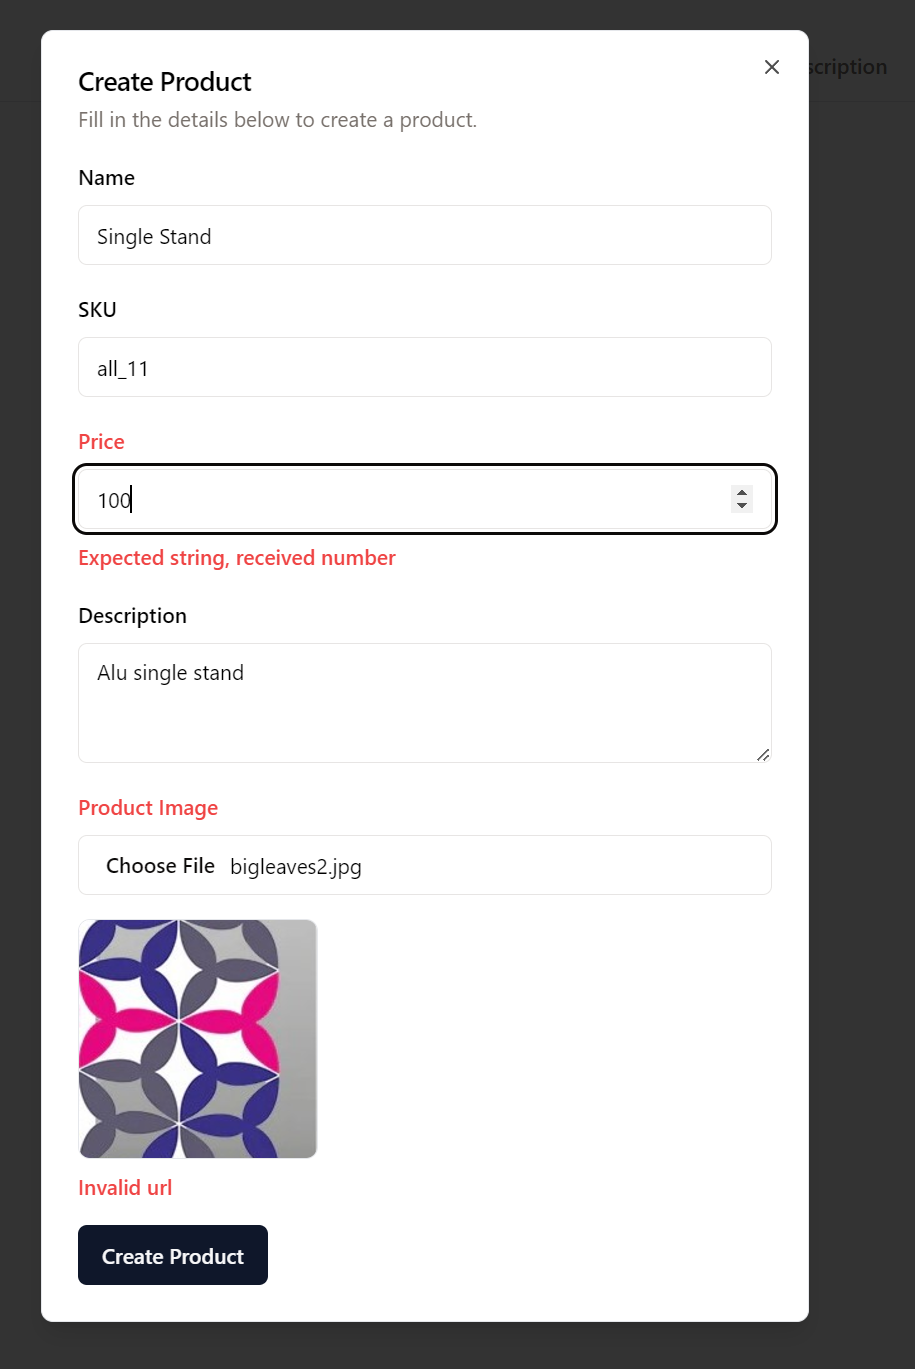 Create Product
scription
Fill in the details below to create a product.
Name
Single Stand
SKU
all_11
Price
100
Expected string, received number
Description
Alu single stand
Product Image
Choose File bigleaves2.jpg
Invalid url
Create Product